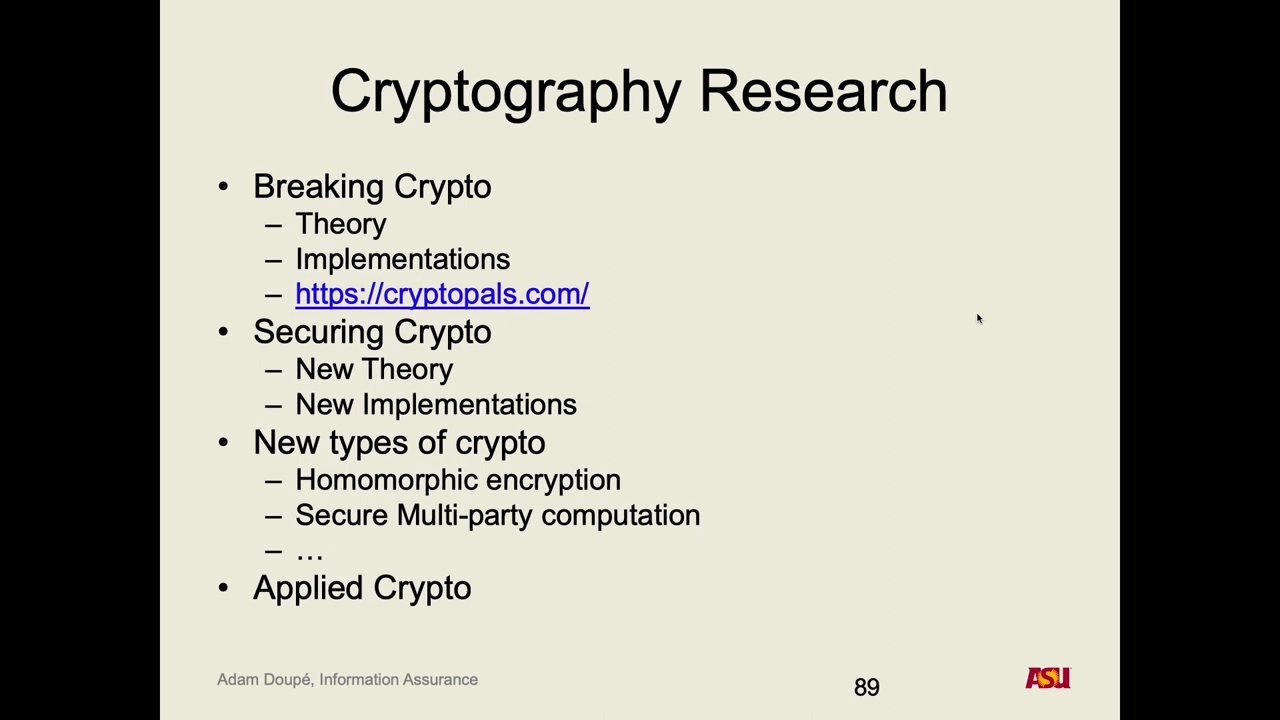 Cryptography Research
• Breaking Crypto
– Theory
– Implementations
– https://cryptopals.com/
• Securing Crypto
– New Theory
– New Implementations
• New types of crypto
– Homomorphic encryption
– Secure Multi-party computation
– …
• Applied Crypto
Adam Doupé, Information Assurance
89
ASU